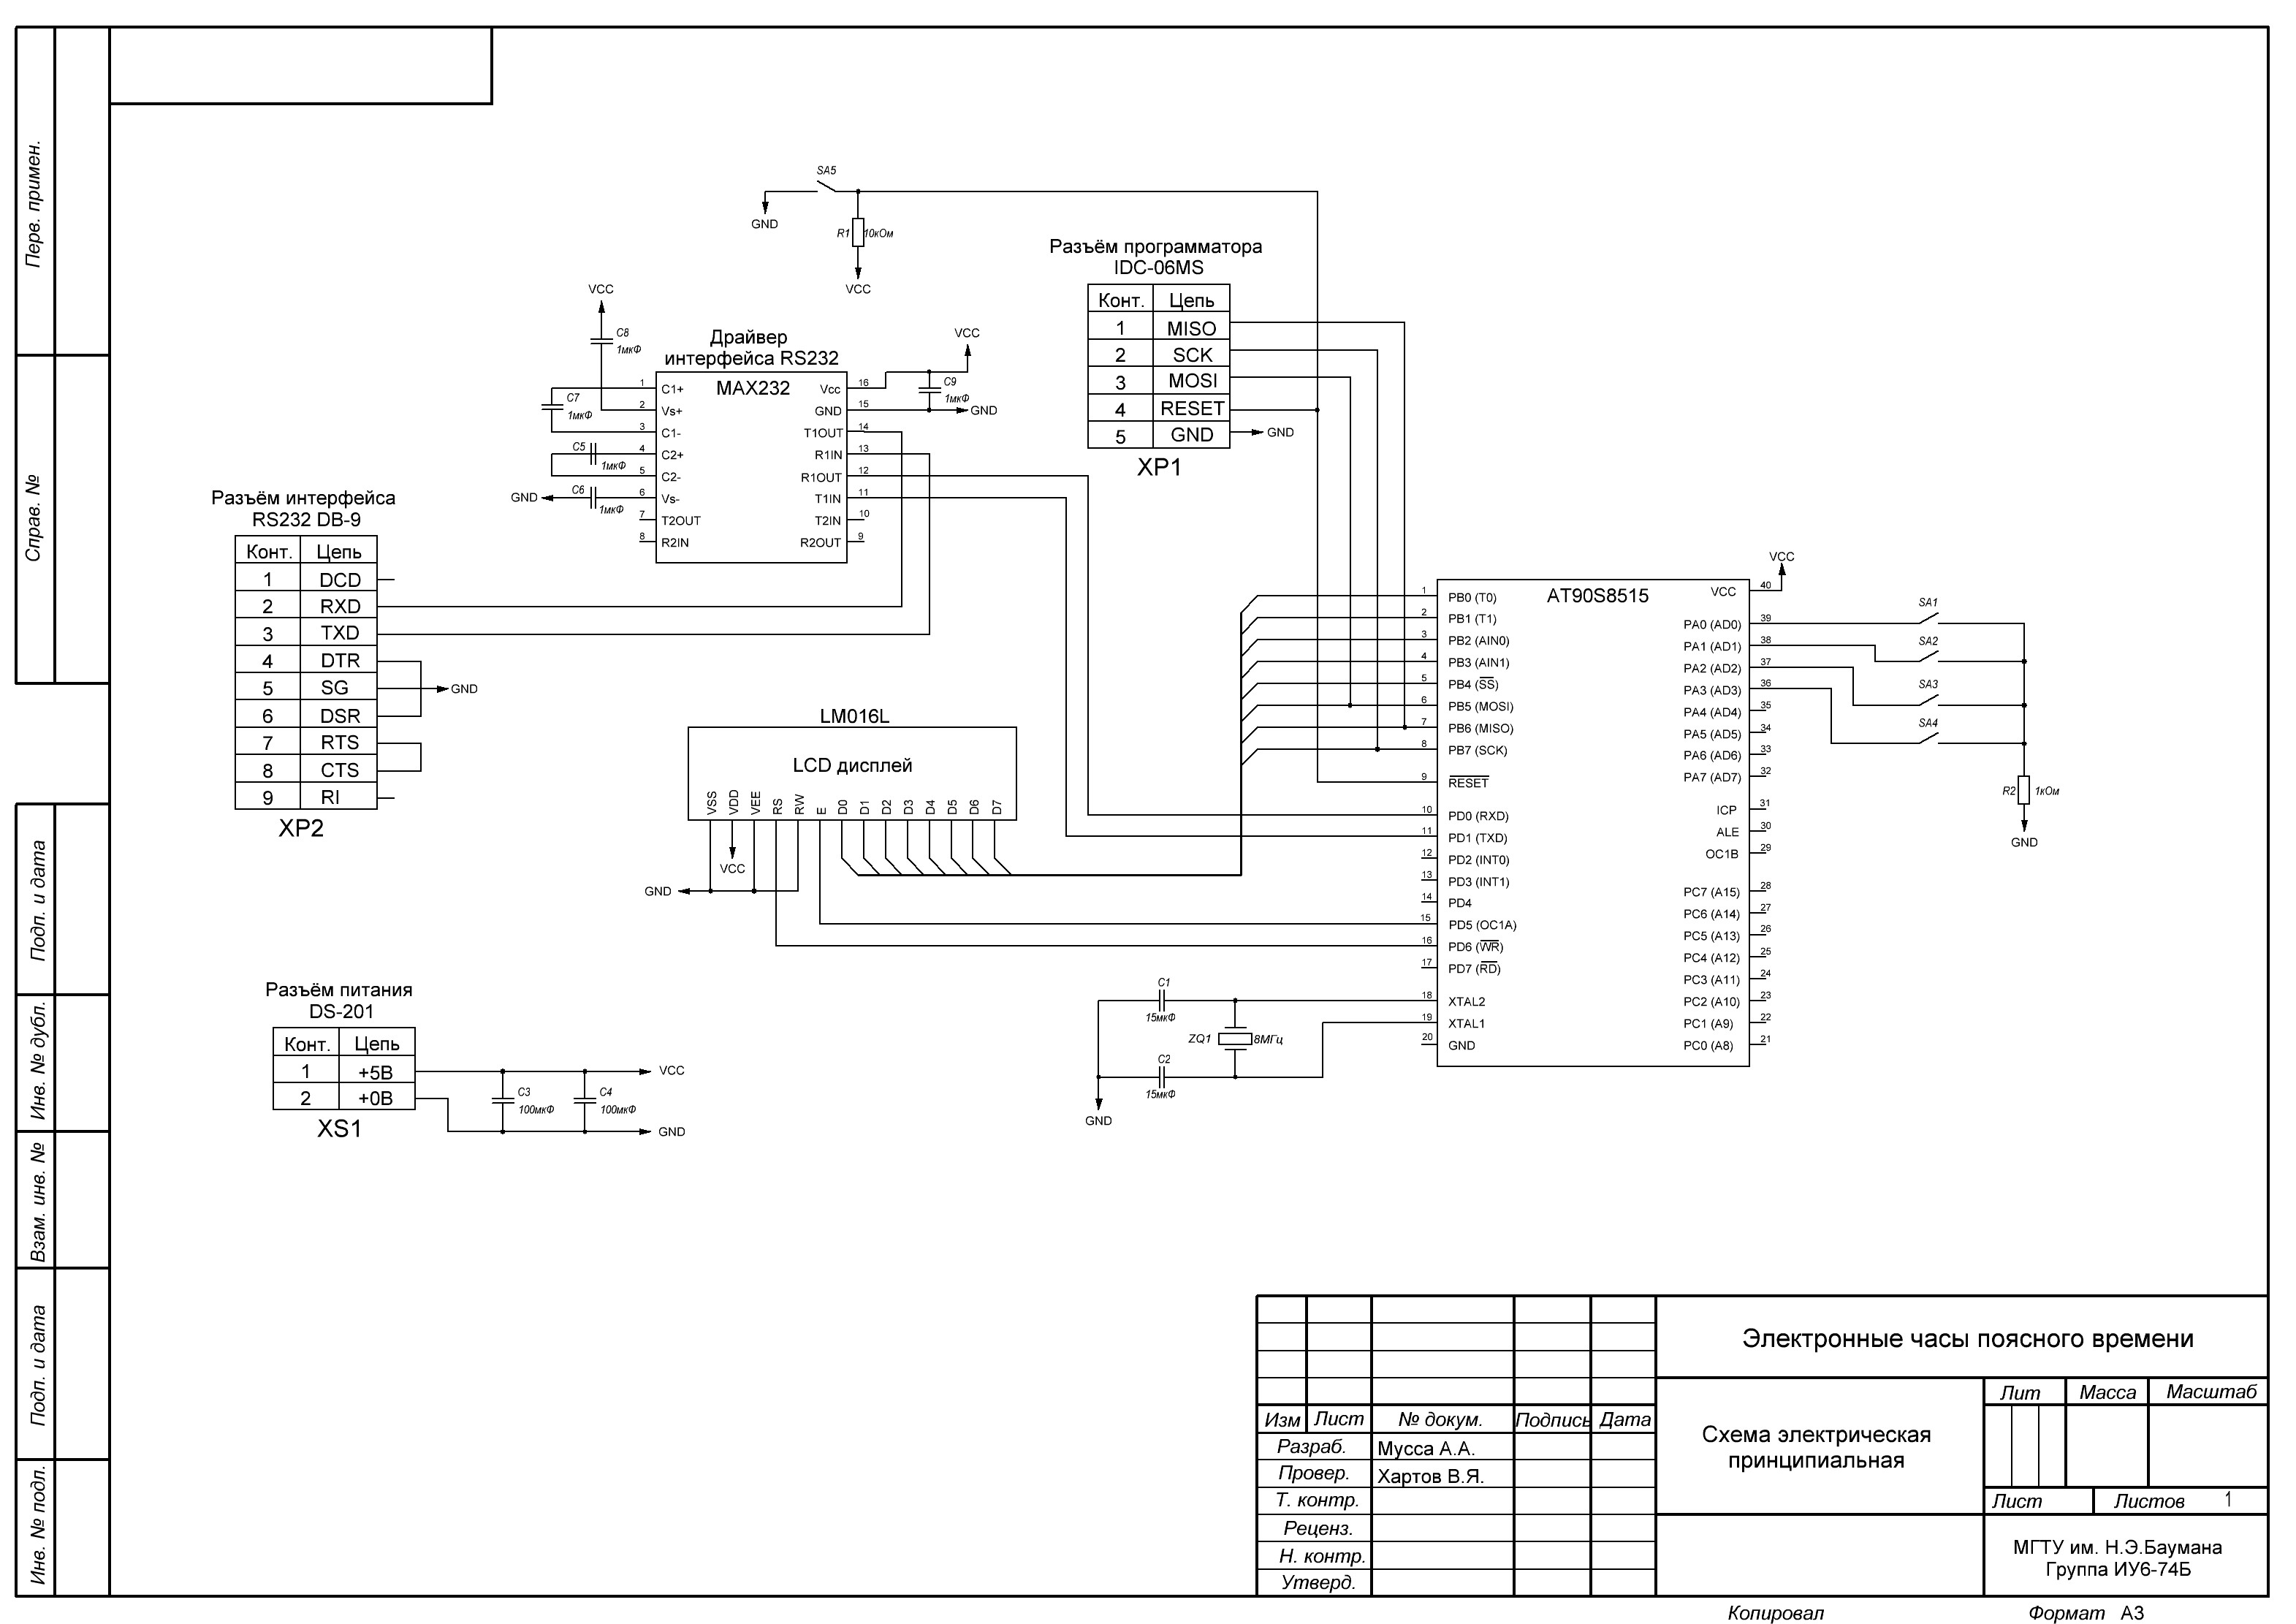 Перв. примен.
Справ. №
Подп. и дата
Инв. № дубл.
Взам. инв. №
Подп. и дата
Инв. № подл.
SA5
GND
R1
10кОм
VCC
Разъём программатора
IDC-06MS
Конт. Цепь
1 MISO
2 SCK
3 MOSI
4 RESET
5 GND
GND
XP1
VCC
C8
1мкФ
C7
1мкФ
C5
1мкФ
GND
C6
1мкФ
Драйвер
интерфейса RS232
MAX232
1 C1+
2 Vs+
3 C1-
4 C2+
5 C2-
6 Vs-
7 T2OUT
8 R2IN
Vcc 16
GND 15
T1OUT 14
R1IN 13
R1OUT 12
T1IN 11
T2IN 10
R2OUT 9
VCC
C9
1мкФ
GND
Разъём интерфейса
RS232 DB-9
Конт. Цепь
1 DCD
2 RXD
3 TXD
4 DTR
5 SG
6 DSR
7 RTS
8 CTS
9 RI
GND
XP2
LM016L
LCD дисплей
VSS VDD VEE RS RW E D0 D1 D2 D3 D4 D5 D6 D7
VCC
GND
AT90S8515
1 PB0 (T0)
2 PB1 (T1)
3 PB2 (AIN0)
4 PB3 (AIN1)
5 PB4 (SS)
6 PB5 (MOSI)
7 PB6 (MISO)
8 PB7 (SCK)
9 RESET
10 PD0 (RXD)
11 PD1 (TXD)
12 PD2 (INT0)
13 PD3 (INT1)
14 PD4
15 PD5 (OC1A)
16 PD6 (WR)
17 PD7 (RD)
18 XTAL2
19 XTAL1
20 GND
VCC 40
PA0 (AD0) 39
PA1 (AD1) 38
PA2 (AD2) 37
PA3 (AD3) 36
PA4 (AD4) 35
PA5 (AD5) 34
PA6 (AD6) 33
PA7 (AD7) 32
ICP 31
ALE 30
OC1B 29
PC7 (A15) 28
PC6 (A14) 27
PC5 (A13) 26
PC4 (A12) 25
PC3 (A11) 24
PC2 (A10) 23
PC1 (A9) 22
PC0 (A8) 21
VCC
SA1
SA2
SA3
SA4
R2
1кОм
GND
C1
15мкФ
ZQ1
8МГц
C2
15мкФ
GND
Разъём питания
DS-201
Конт. Цепь
1 +5В
2 +0В
XS1
C3
100мкФ
C4
100мкФ
VCC
GND
Электронные часы поясного времени
Схема электрическая
принципиальная
Лит Масса Масштаб
Лист Листов 1
МГТУ им. Н.Э.Баумана
Группа ИУ6-74Б
Изм Лист № докум. Подпись Дата
Разраб. Мусса А.А.
Провер. Хартов В.Я.
Т. контр.
Реценз.
Н. контр.
Утверд.
Копировал
Формат А3